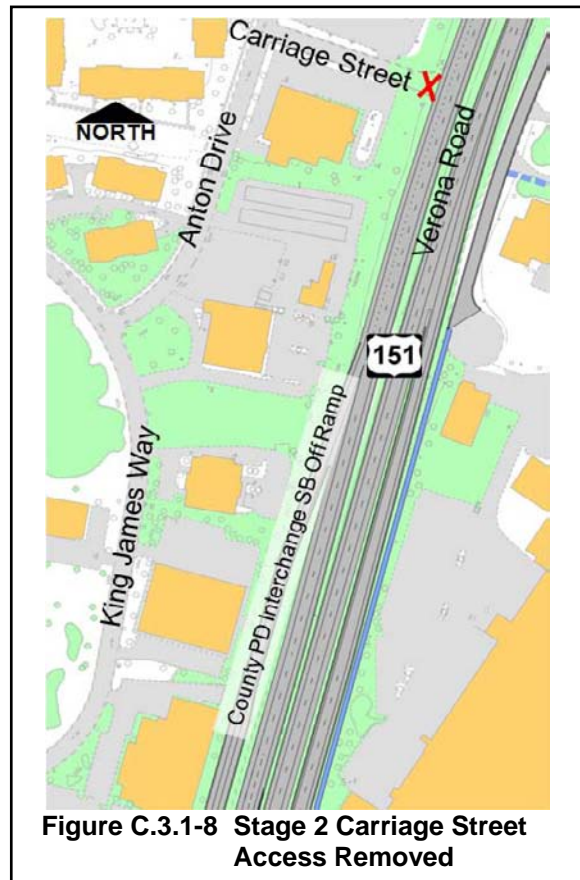 Carriage Street
X
NORTH
Anton Drive
Verona Road
151
County PD Interchange SB Off Ramp
King James Way
Figure C.3.1-8 Stage 2 Carriage Street
Access Removed